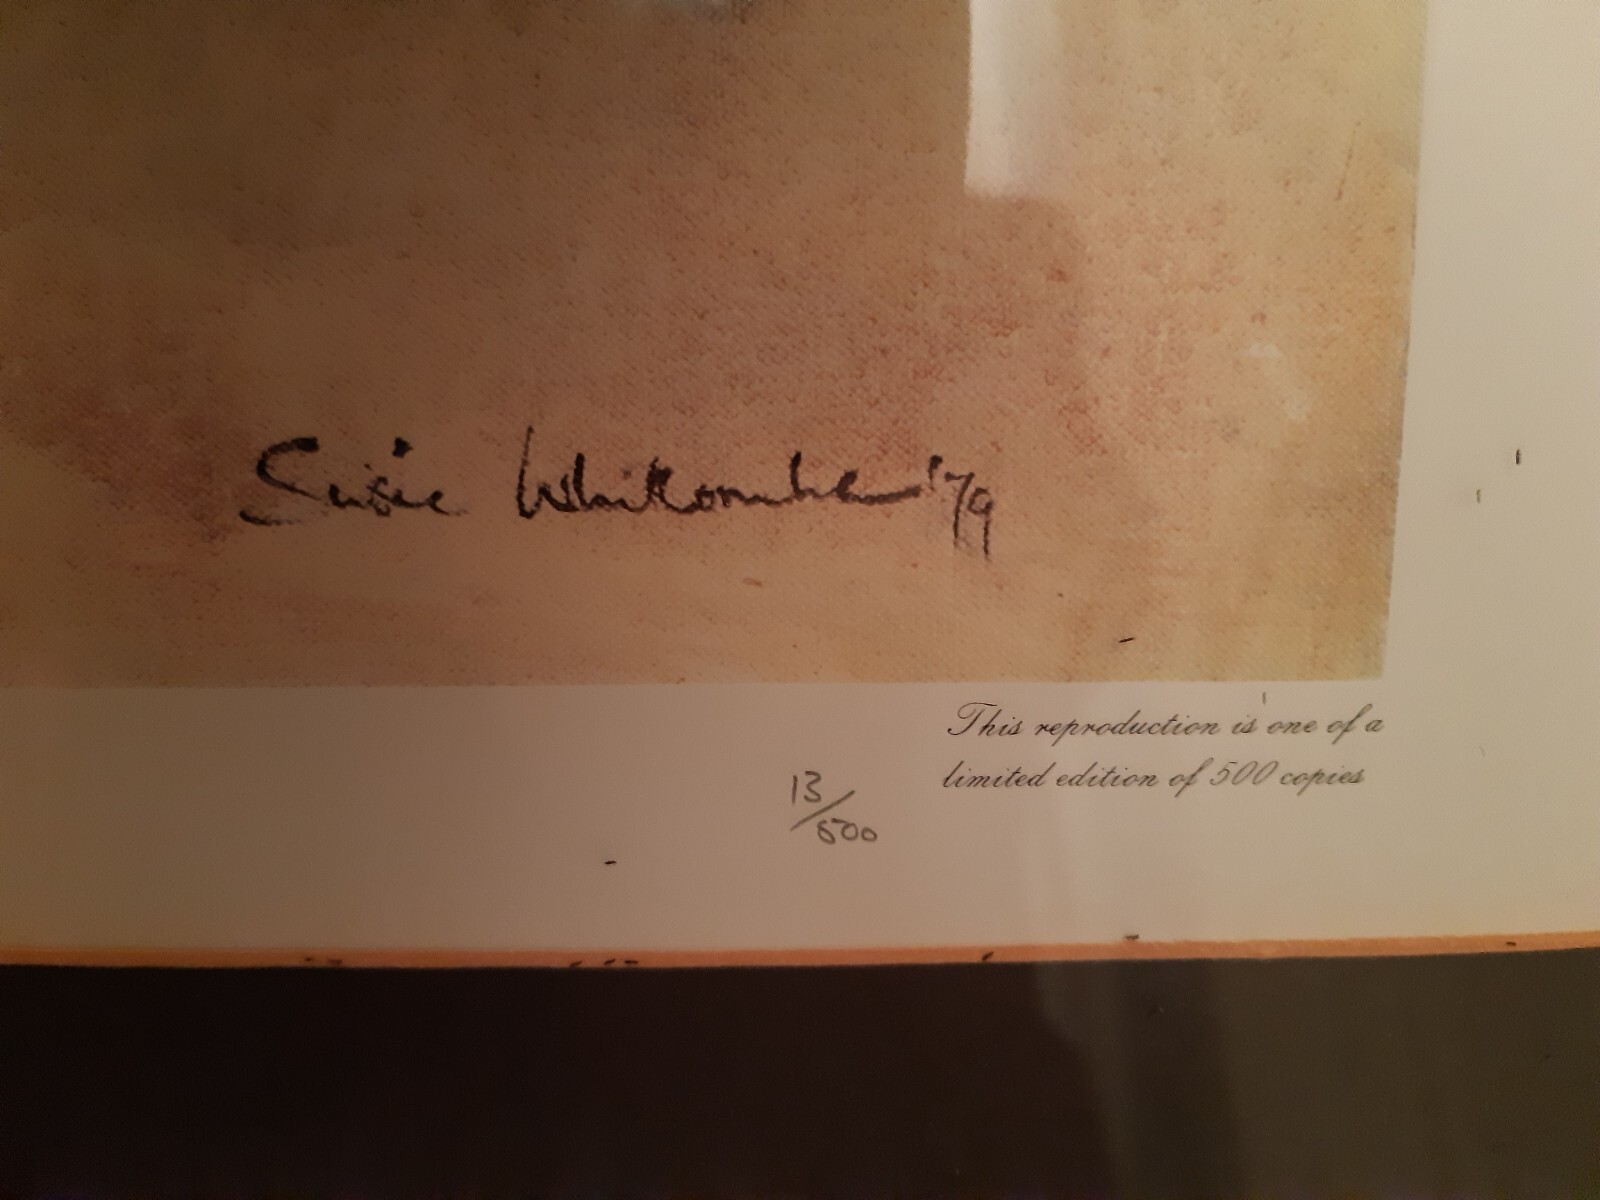 Susie Whitcombe '79
This reproduction is one of a
limited edition of 500 copies
13/500